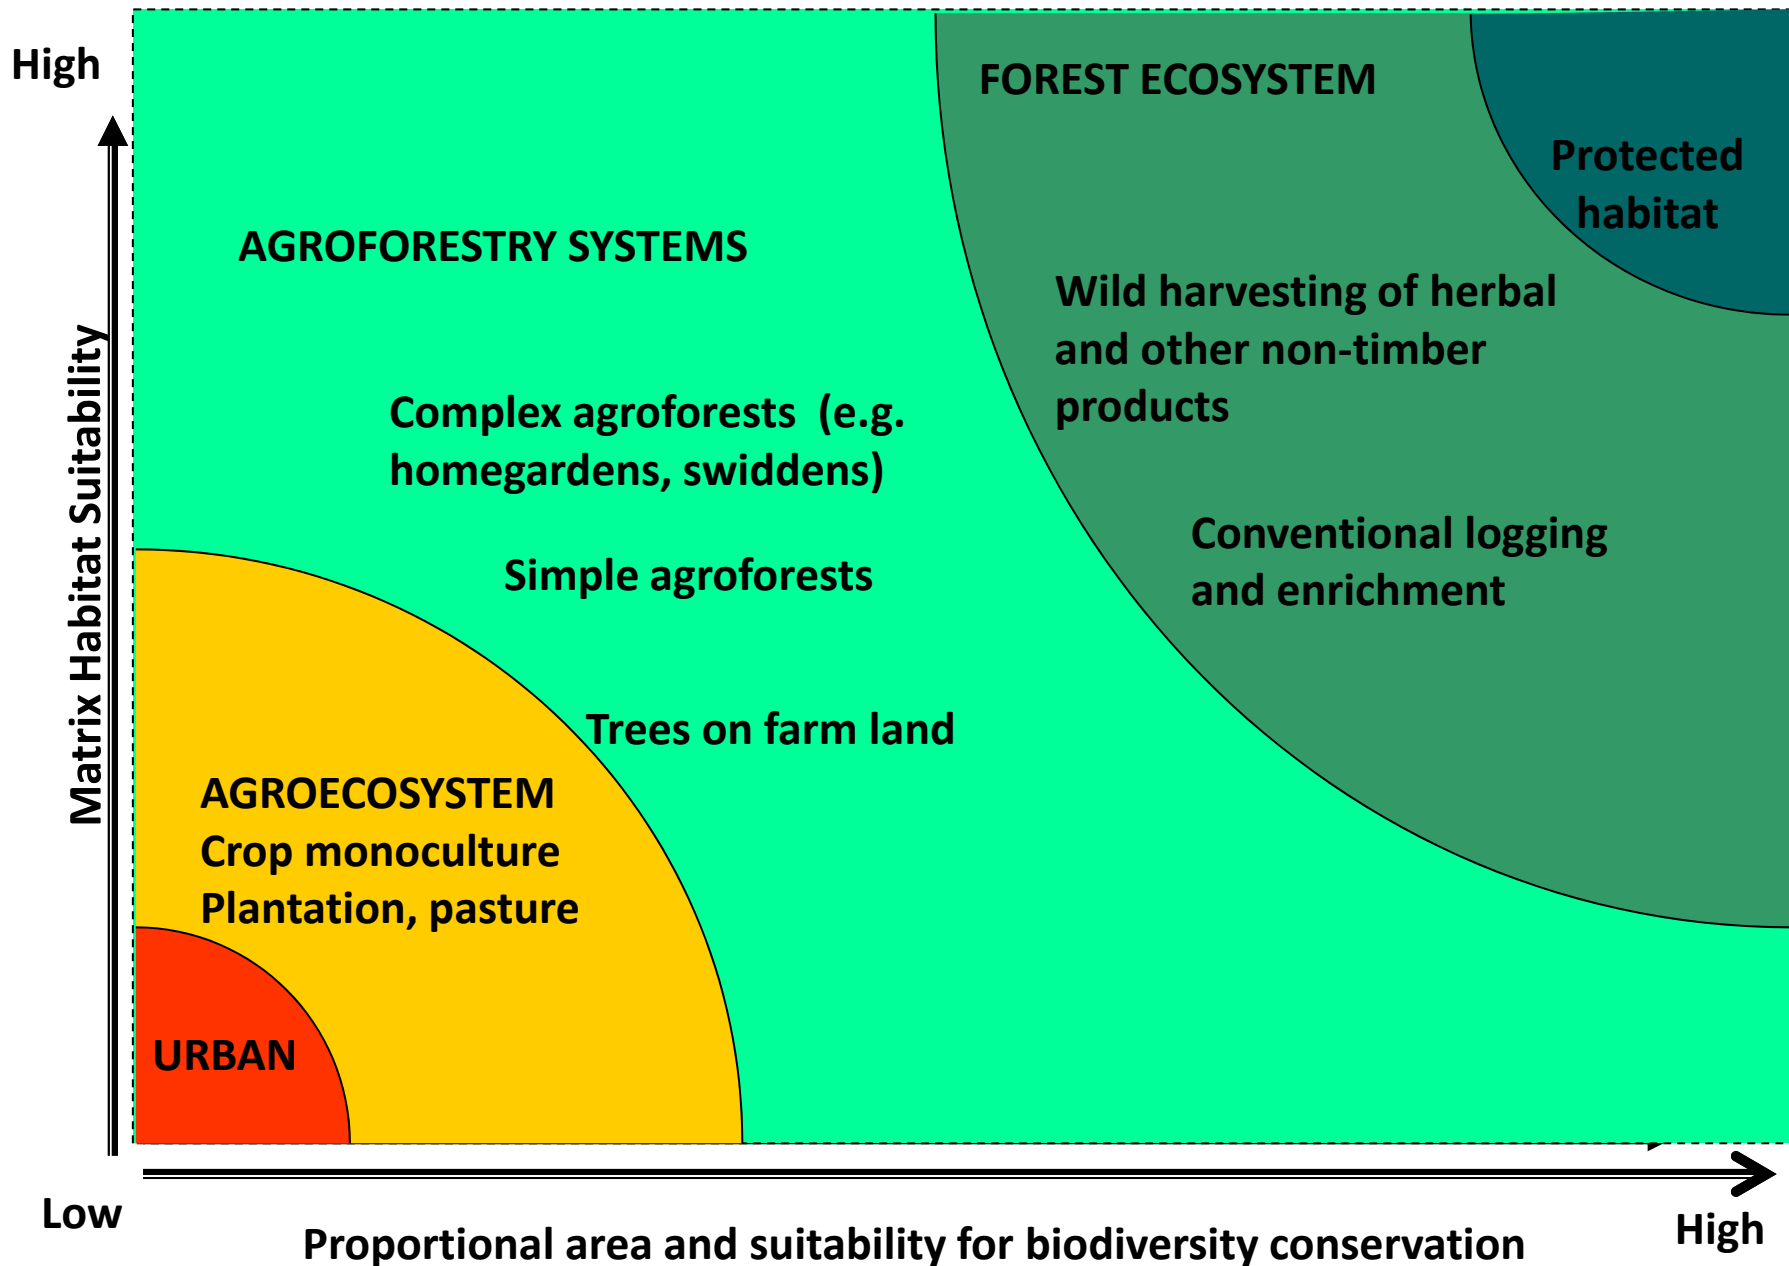 High
FOREST ECOSYSTEM
Protected
habitat
AGROFORESTRY SYSTEMS
Wild harvesting of herbal
and other non-timber
products
Complex agroforests (e.g.
homegardens, swiddens)
Conventional logging
and enrichment
Simple agroforests
Matrix Habitat Suitability
Trees on farm land
AGROECOSYSTEM
Crop monoculture
Plantation, pasture
URBAN
Low
High
Proportional area and suitability for biodiversity conservation